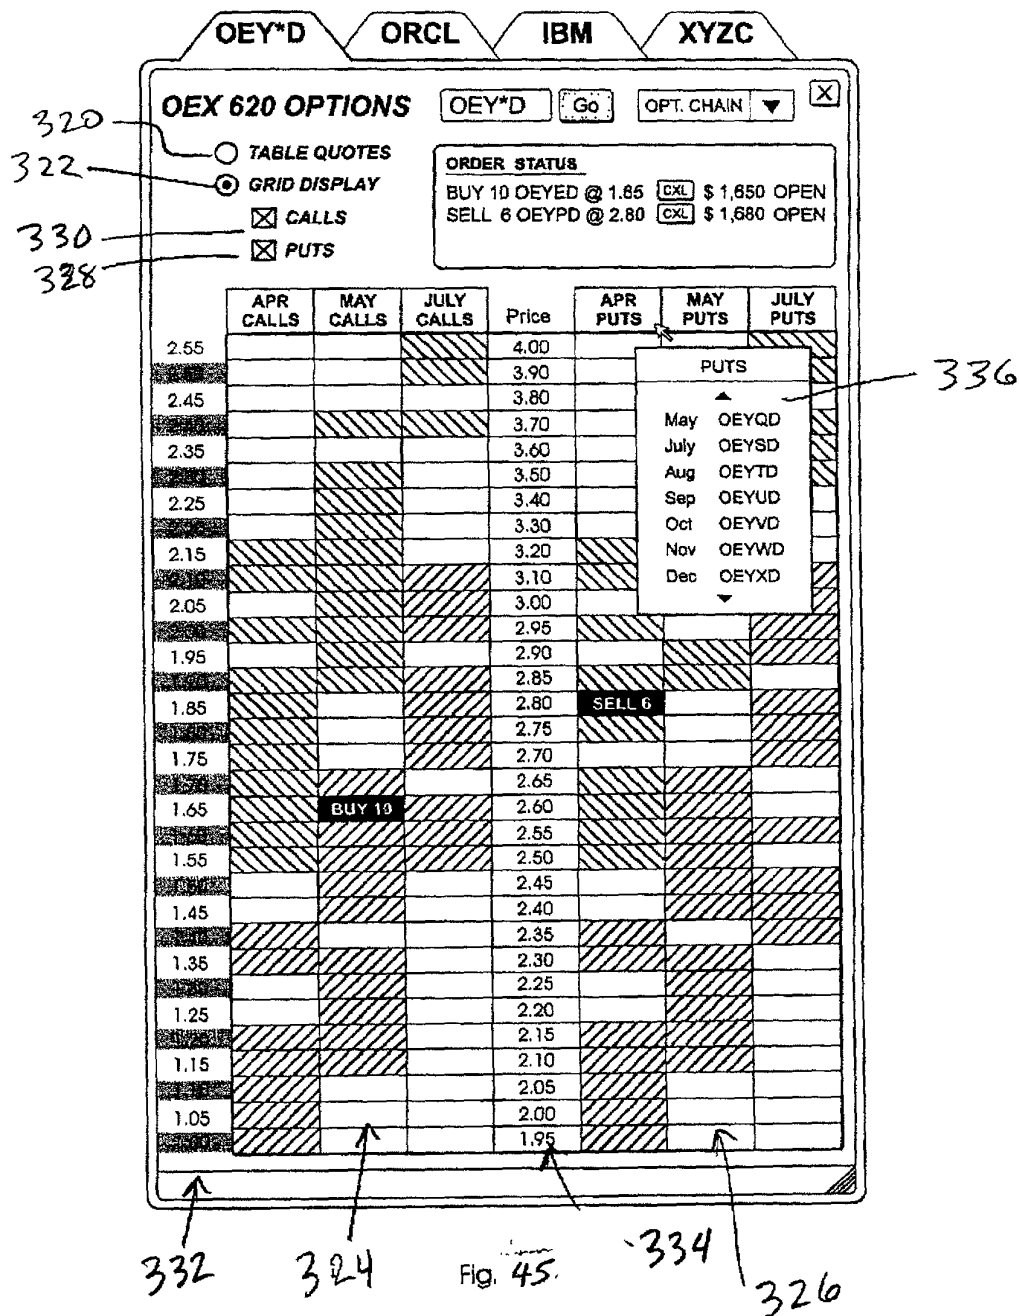 OEY*D ORCL IBM XYZC
OEX 620 OPTIONS OEY*D Go OPT. CHAIN ▼ X
320
TABLE QUOTES
322
GRID DISPLAY
CALLS
330
PUTS
328
ORDER STATUS
BUY 10 OEYED @ 1.65 CXL $ 1,650 OPEN
SELL 6 OEYPD @ 2.80 CXL $ 1,680 OPEN
APR CALLS MAY CALLS JULY CALLS Price APR PUTS MAY PUTS JULY PUTS
2.55 4.00
3.90
2.45 3.80
3.70
2.35 3.60
3.50
2.25 3.40
3.30
2.15 3.20
3.10
2.05 3.00
2.95
1.95 2.90
2.85
1.85 2.80 SELL 6
2.75
1.75 2.70
2.65
1.65 BUY 10 2.60
2.55
1.55 2.50
2.45
1.45 2.40
2.35
1.35 2.30
2.25
1.25 2.20
2.15
1.15 2.10
2.05
1.05 2.00
1.95
PUTS
May OEYQD
July OEYSD
Aug OEYTD
Sep OEYUD
Oct OEYVD
Nov OEYWD
Dec OEYXD
336
332 324 334 326
Fig. 45.